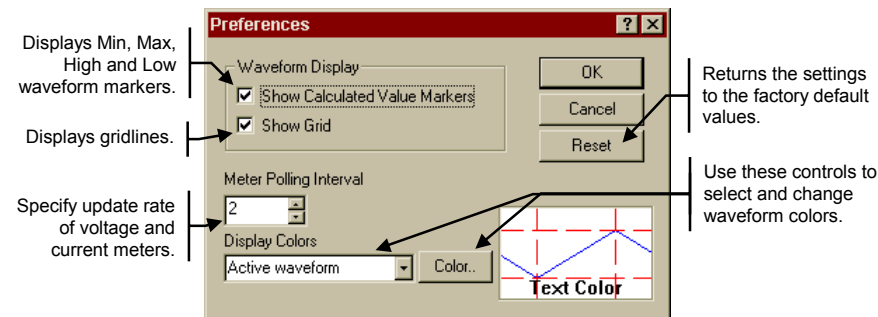 Preferences
Displays Min, Max,
High and Low
waveform markers.
Displays gridlines.
Specify update rate
of voltage and
current meters.
Waveform Display
Show Calculated Value Markers
Show Grid
Meter Polling Interval
2
Display Colors
Active waveform
Color..
Text Color
?
OK
Cancel
Reset
Returns the settings
to the factory default
values.
Use these controls to
select and change
waveform colors.